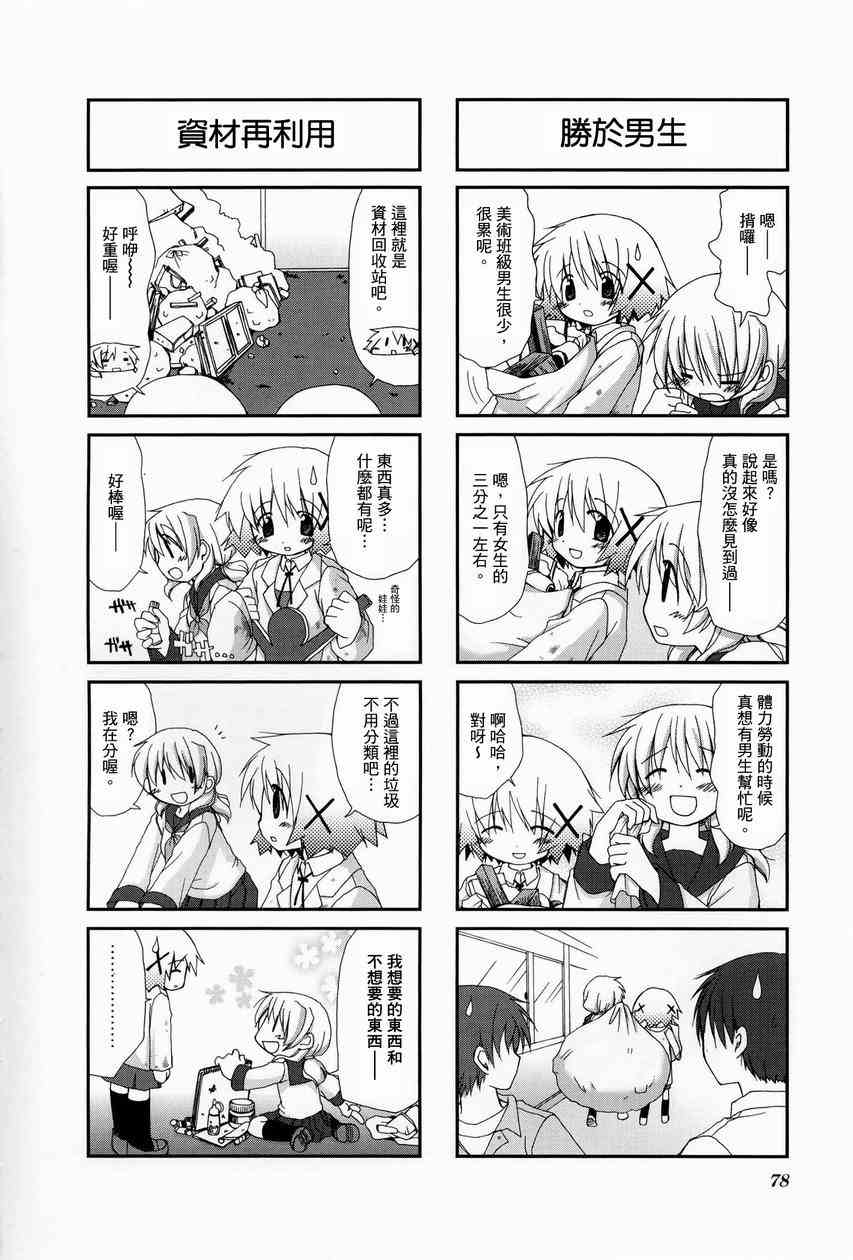 勝於男生
嗯——
揹囉——
美術班級男生很少，
很累呢。
是嗎？
說起來好像
真的沒怎麼見到過——
嗯，只有女生的
三分之一左右。
體力勞動的時候
真想有男生幫忙呢。
啊哈哈，
對呀～
資材再利用
這裡就是
資材回收站吧。
呼咿～
好重喔——
東西真多…
什麼都有呢…
奇怪的
娃娃…
好棒喔——
不過這裡的垃圾
不用分類吧…
嗯？
我在分喔。
我想要的東西和
不想要的東西——
…………
78